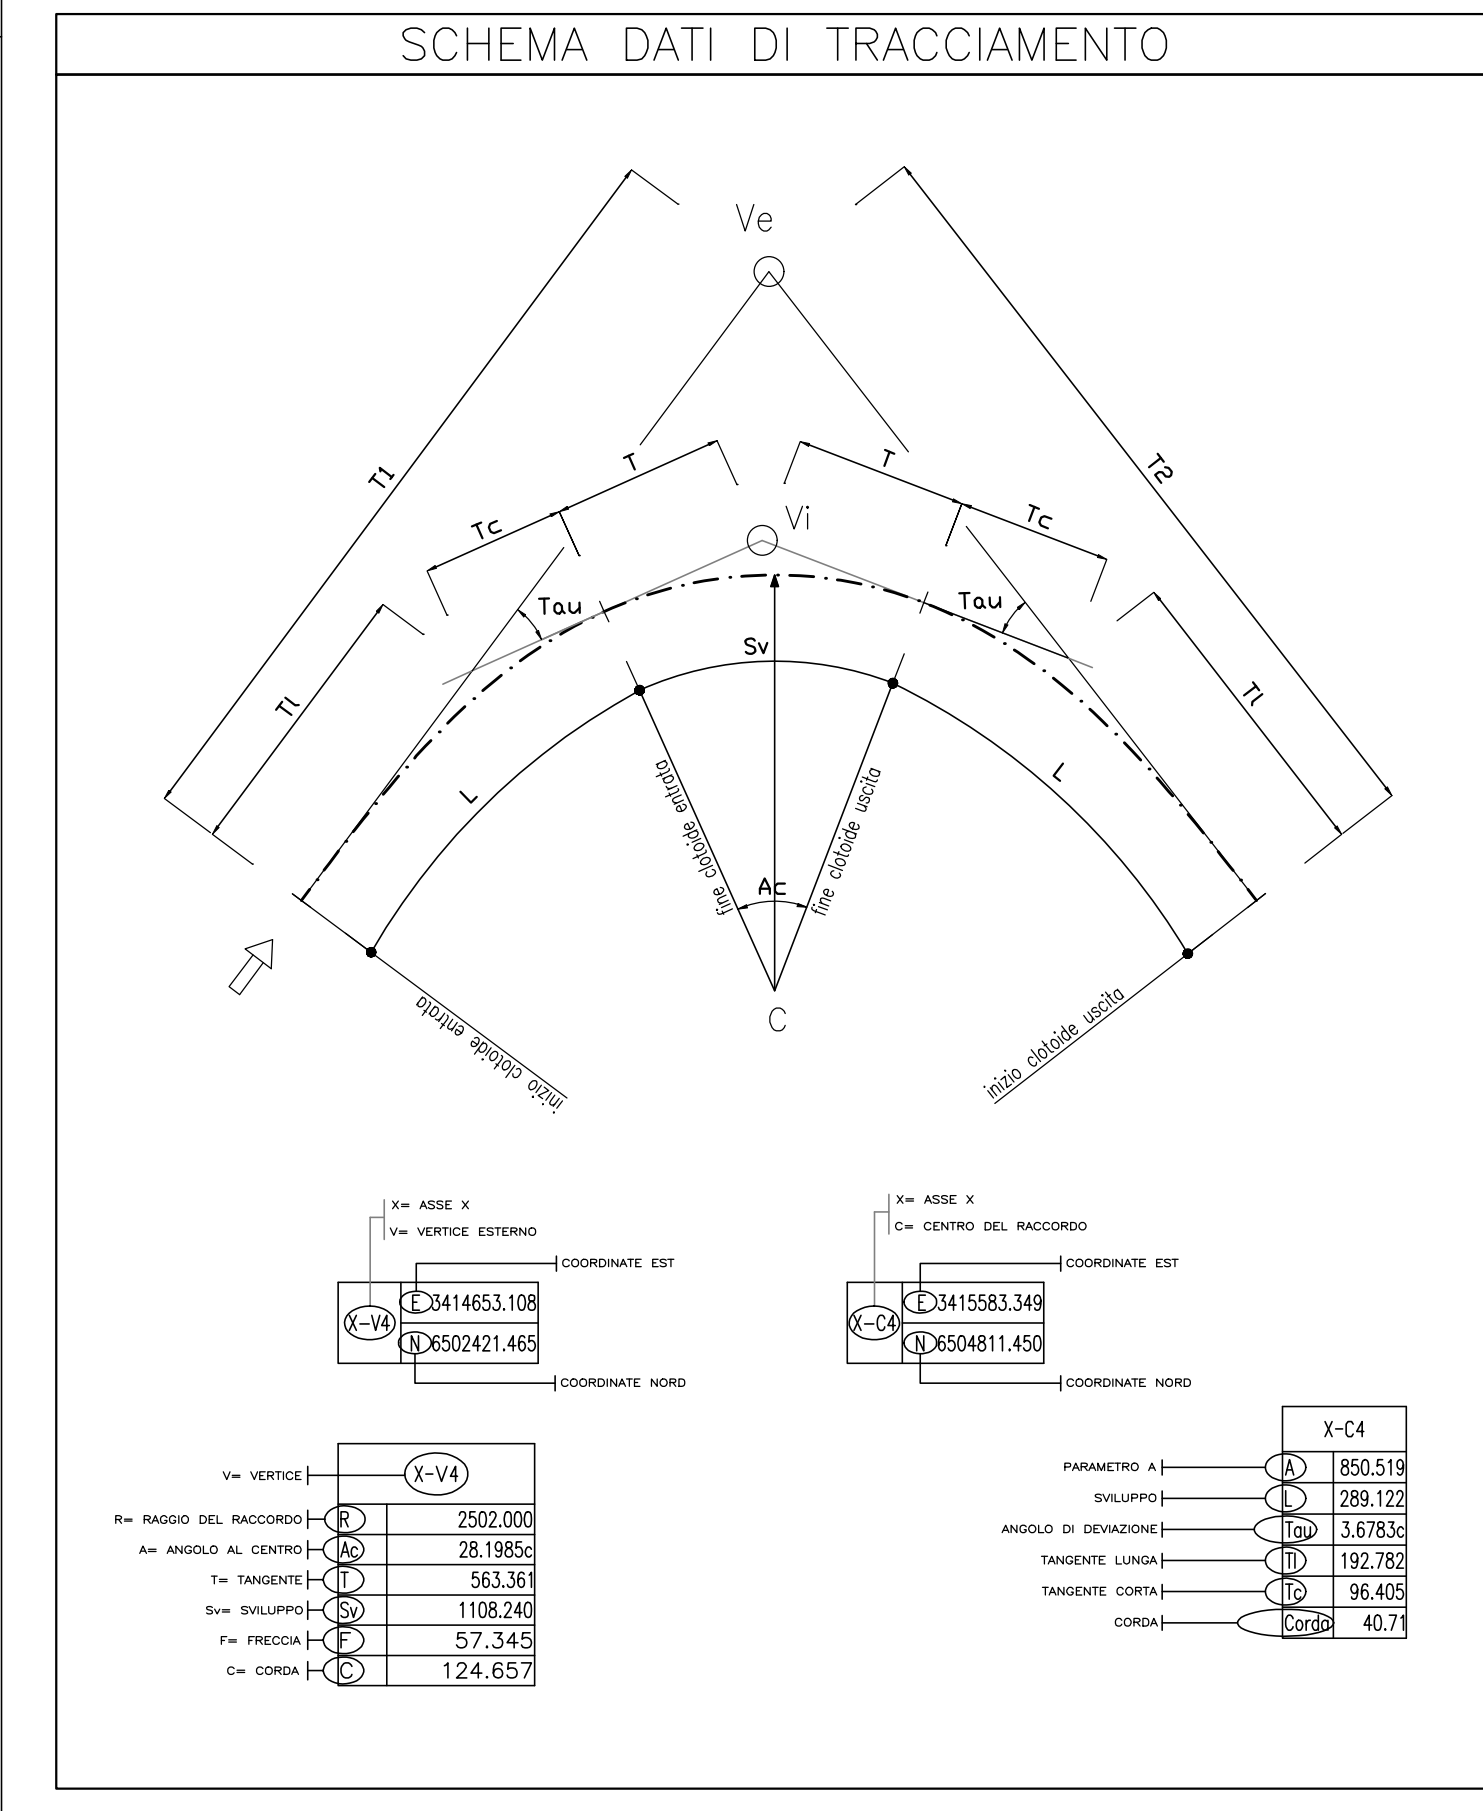 SCHEMA DATI DI TRACCIAMENTO
Ve
T1
T2
T
T
Tc
Tc
Vi
Tau
Tau
Sv
Tl
Tl
L
L
fine clotoide entrata
fine clotoide uscita
Ac
C
inizio clotoide entrata
inizio clotoide uscita
X= ASSE X
V= VERTICE ESTERNO
COORDINATE EST
X-V4
E 3414653.108
N 6502421.465
COORDINATE NORD
X= ASSE X
C= CENTRO DEL RACCORDO
COORDINATE EST
X-C4
E 3415583.349
N 6504811.450
COORDINATE NORD
V= VERTICE X-V4
R= RAGGIO DEL RACCORDO R 2502.000
A= ANGOLO AL CENTRO Ac 28.1985c
T= TANGENTE T 563.361
Sv= SVILUPPO Sv 1108.240
F= FRECCIA F 57.345
C= CORDA C 124.657
X-C4
PARAMETRO A A 850.519
SVILUPPO L 289.122
ANGOLO DI DEVIAZIONE Tau 3.6783c
TANGENTE LUNGA Tl 192.782
TANGENTE CORTA Tc 96.405
CORDA Corda 40.71